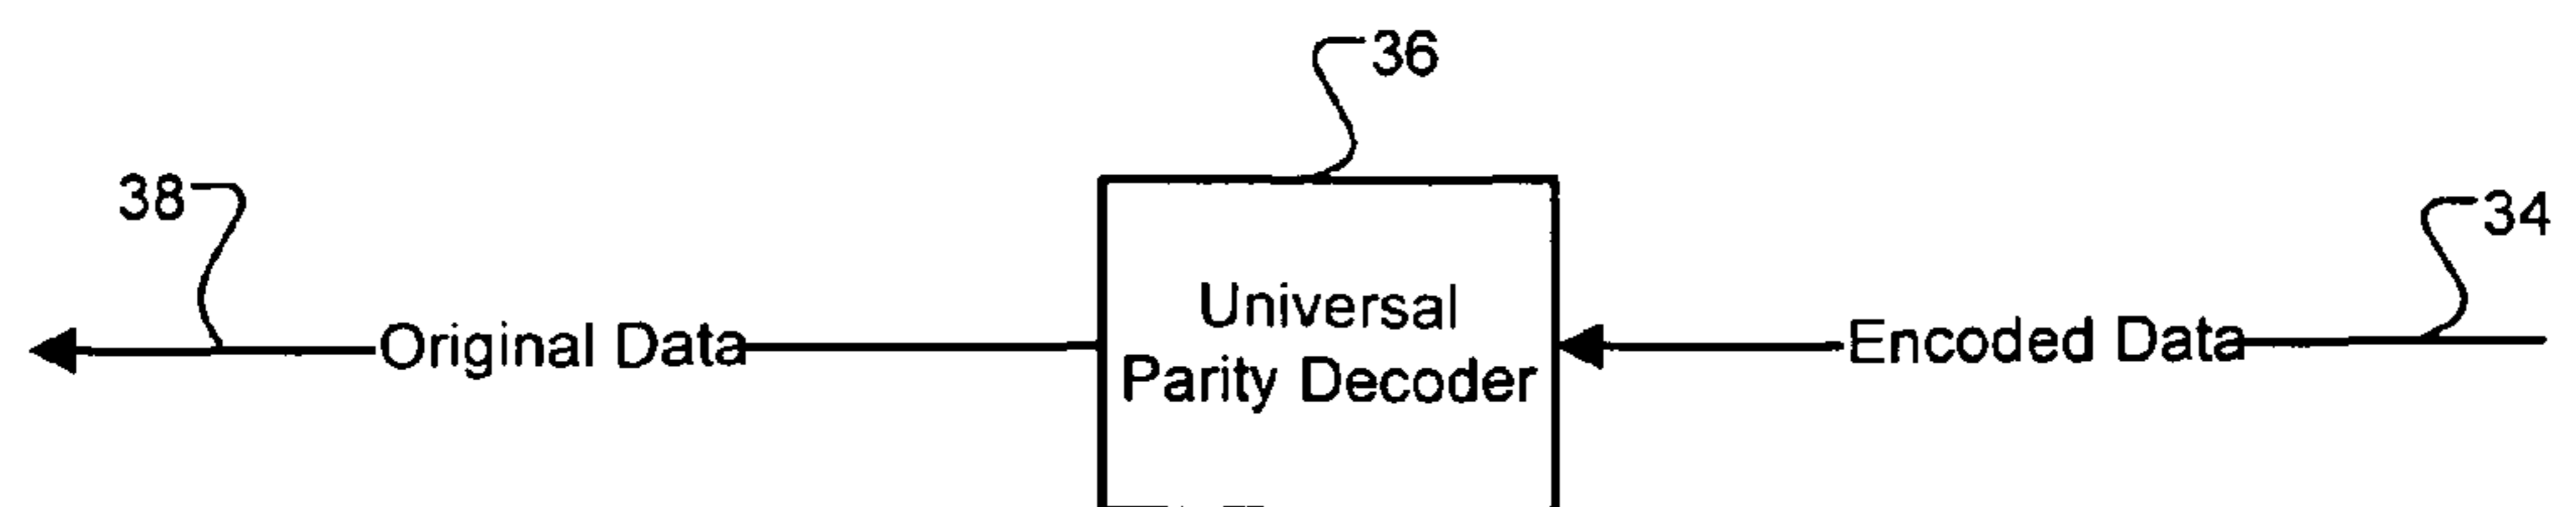 36
38
34
Universal
Parity Decoder
Original Data
Encoded Data